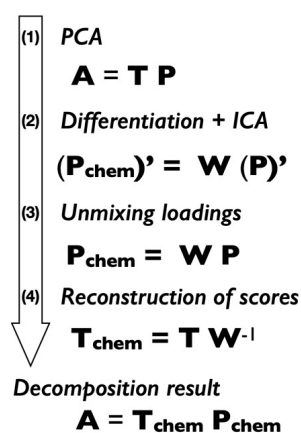 (1) PCA
A = T P
(2) Differentiation + ICA
(Pchem)’ = W (P)’
(3) Unmixing loadings
Pchem = W P
(4) Reconstruction of scores
Tchem = T W-1
Decomposition result
A = Tchem Pchem